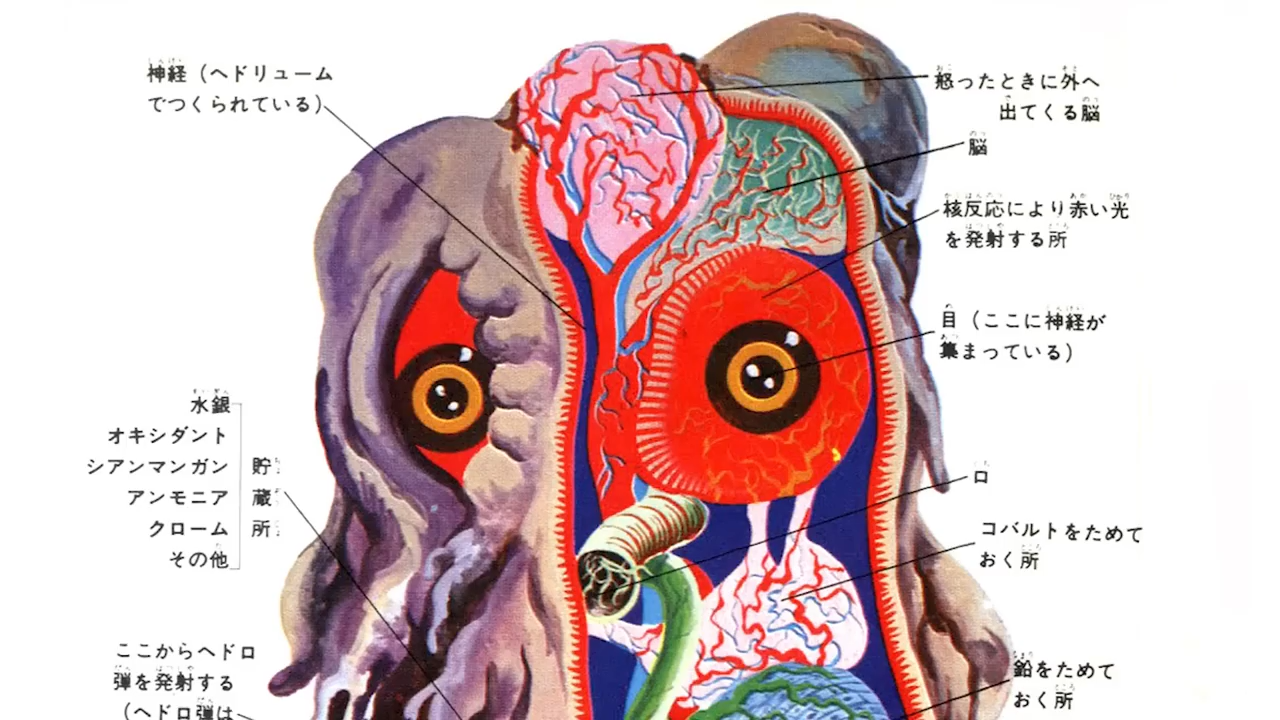 神経（ヘドリューム
でつくられている）
怒ったときに外へ
出てくる脳
脳
核反応により赤い光
を発射する所
目（ここに神経が
集まっている）
水銀
オキシダント
シアンマンガン
アンモニア
クローム
その他
貯蔵所
口
コバルトをためて
おく所
ここからヘドロ
弾を発射する
（ヘドロ弾は
鉛をためて
おく所